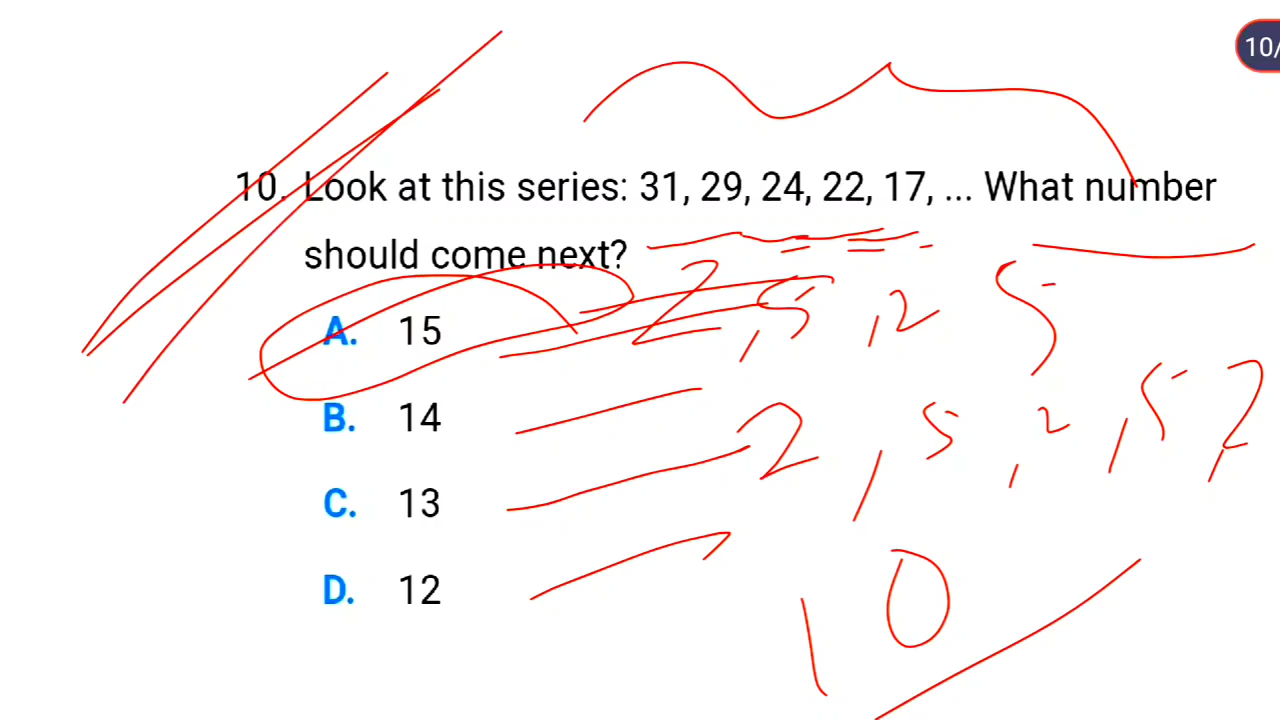 10/
10. Look at this series: 31, 29, 24, 22, 17, ... What number
should come next?
A. 15
2, 5, 2 5
B. 14
2, 5, 2, 5, 2
C. 13
D. 12
10